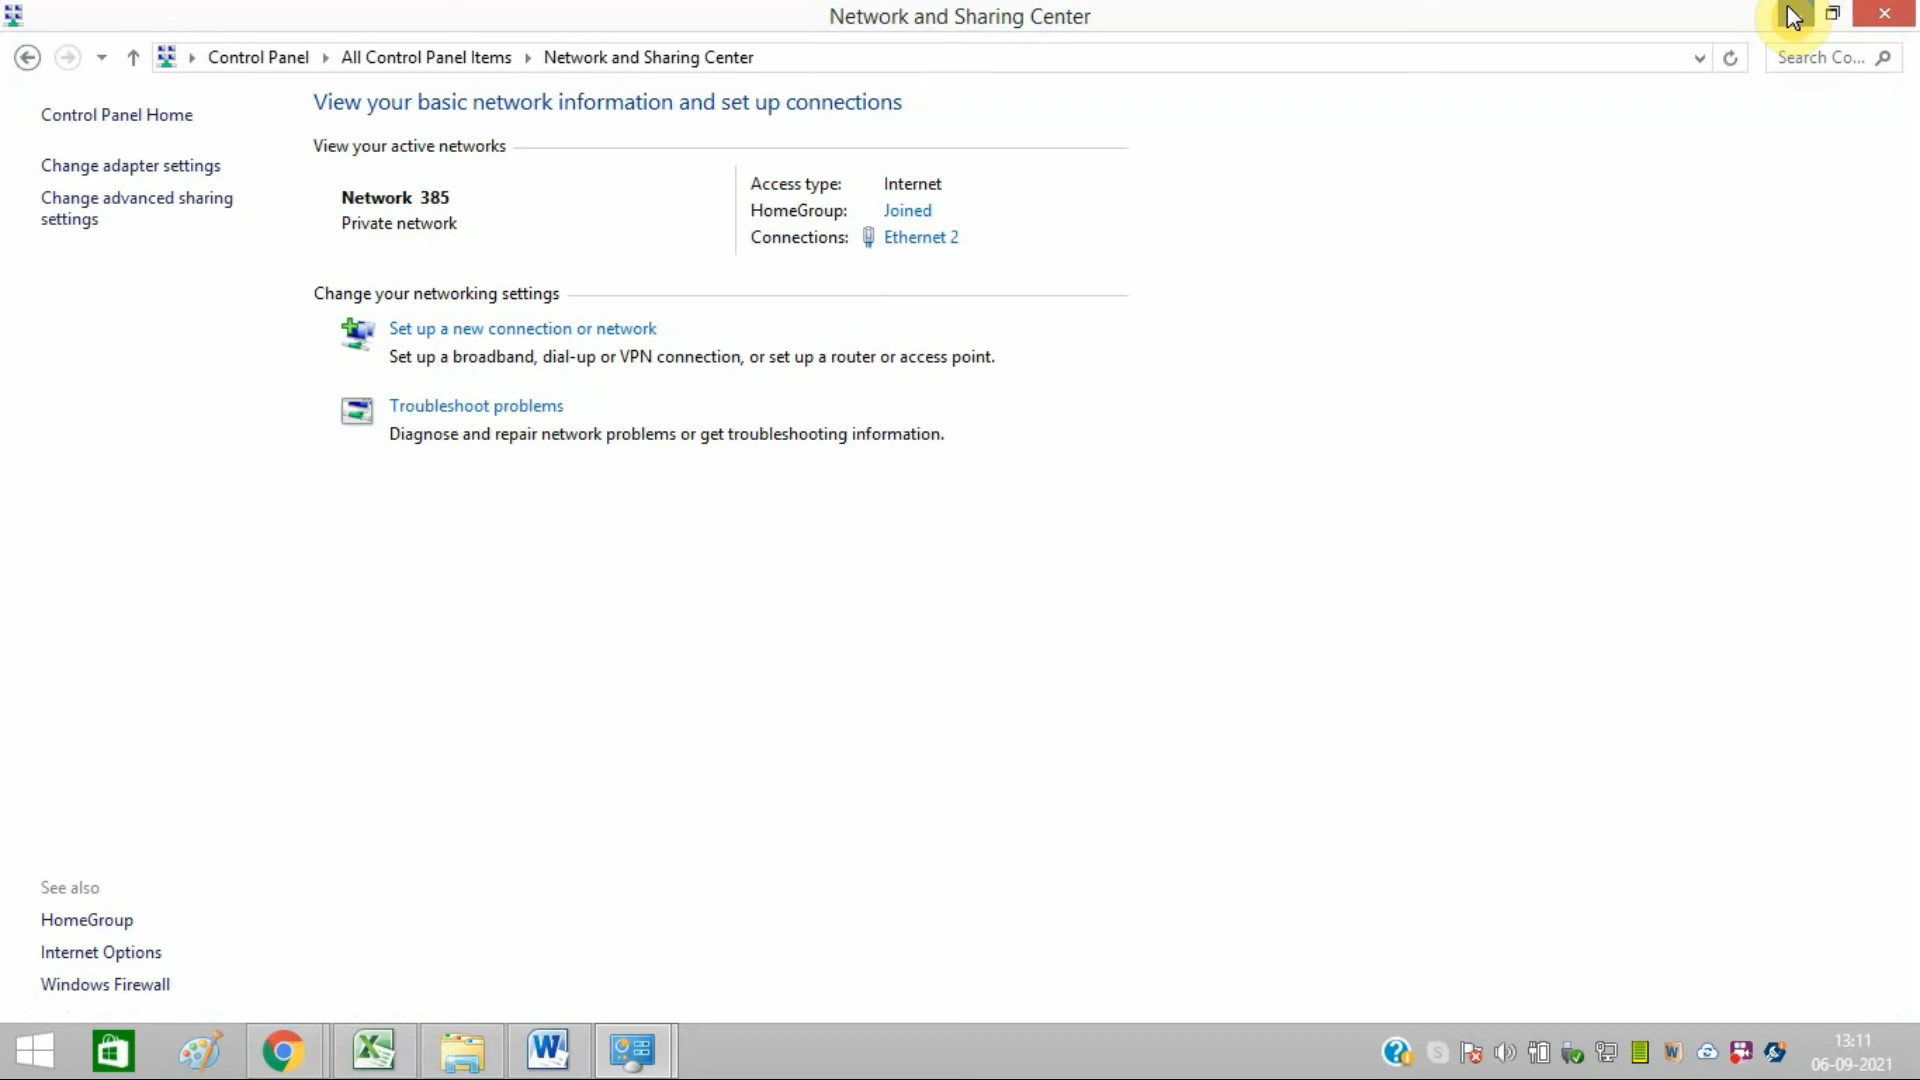 Network and Sharing Center
Control Panel All Control Panel Items Network and Sharing Center
Search Co...
Control Panel Home
Change adapter settings
Change advanced sharing
settings
View your basic network information and set up connections
View your active networks
Network 385
Private network
Access type: Internet
HomeGroup: Joined
Connections: Ethernet 2
Change your networking settings
Set up a new connection or network
Set up a broadband, dial-up or VPN connection, or set up a router or access point.
Troubleshoot problems
Diagnose and repair network problems or get troubleshooting information.
See also
HomeGroup
Internet Options
Windows Firewall
13:11
06-09-2021